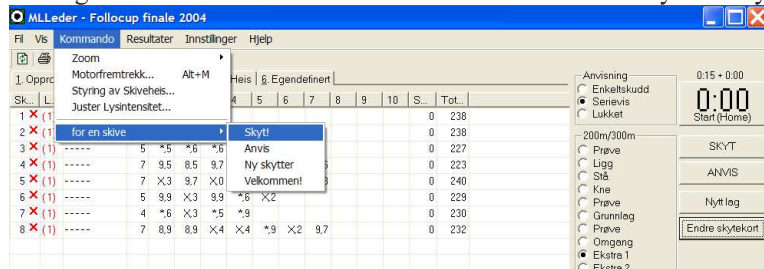 MLLeder - Follocup finale 2004
Fil Vis Kommando Resultater Innstilinger Hjelp
Zoom
Motorfremtrekk... Alt+M
Styring av Skiveheis...
Juster Lysintensitet...
for en skive
Skyt!
Anvis
Ny skytter
Velkommen!
1. Oppro Heis 6. Egendefinert
Sk... L. 4 5 6 7 8 9 10 S... Tot...
1 (1) 0 238
2 (1) 0 238
3 (1) ----- 5 *.5 *.6 *.6 0 227
4 (1) ----- 7 9,5 8,5 9,7 0 223
5 (1) ----- 7 X.3 9,7 X.0 0 240
6 (1) ----- 5 9,9 X.3 9,9 *.6 X.2 0 229
7 (1) ----- 4 *.6 X.3 *.5 *.9 0 230
8 (1) ----- 7 8,9 8,9 X.4 X.4 *.9 X.2 9,7 0 232
Anvisning
Enkeltskudd
Serievis
Lukket
200m/300m
Prøve
Ligg
Stå
Kne
Prøve
Grunnlag
Prøve
Omgang
Ekstra 1
Ekstra 2
0:15 + 0:00
0:00
Start (Home)
SKYT
ANVIS
Nytt lag
Endre skytekort